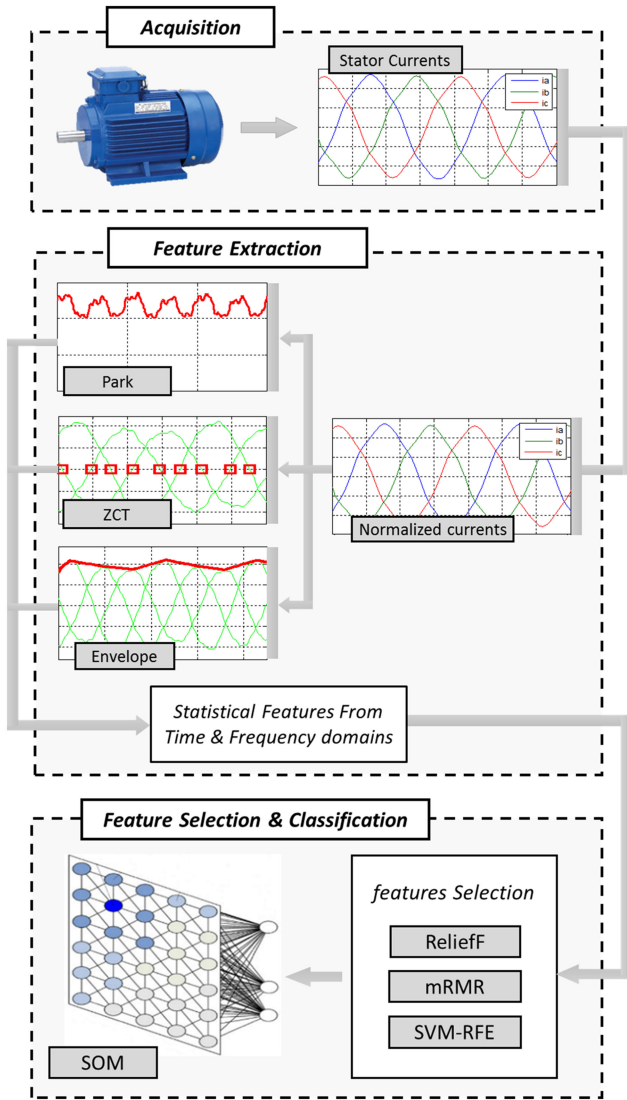 Acquisition
Stator Currents
ia
ib
ic
Feature Extraction
Park
ZCT
Envelope
ia
ib
ic
Normalized currents
Statistical Features From
Time & Frequency domains
Feature Selection & Classification
features Selection
ReliefF
mRMR
SVM-RFE
SOM